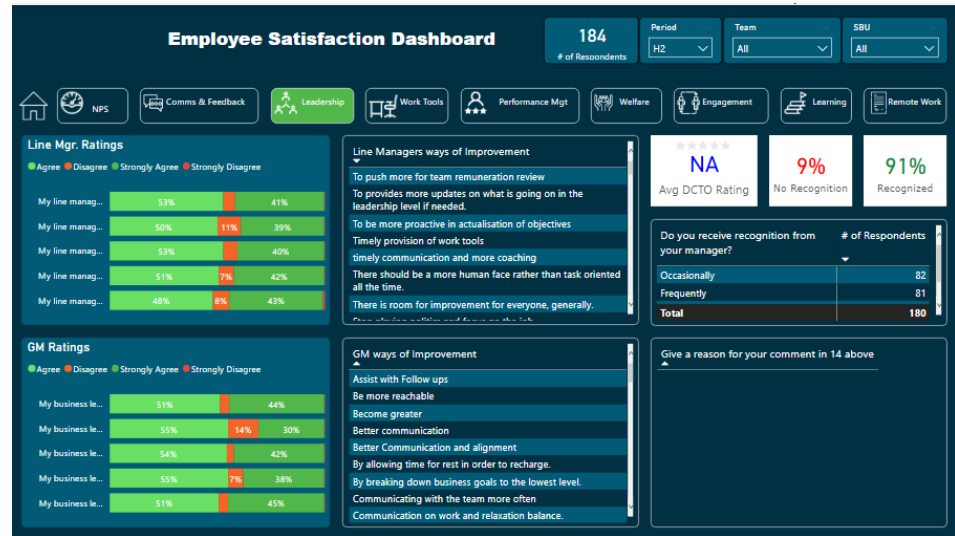 Employee Satisfaction Dashboard
184
# of Respondents
Period
H2
Team
All
SBU
All
NPS
Comms & Feedback
Leadership
Work Tools
Performance Mgt
Welfare
Engagement
Learning
Remote Work
Line Mgr. Ratings
Agree Disagree Strongly Agree Strongly Disagree
My line manag... 53% 41%
My line manag... 50% 11% 39%
My line manag... 53% 40%
My line manag... 51% 7% 42%
My line manag... 48% 8% 43%
Line Managers ways of Improvement
To push more for team remuneration review
To provides more updates on what is going on in the
leadership level if needed.
To be more proactive in actualisation of objectives
Timely provision of work tools
timely communication and more coaching
There should be a more human face rather than task oriented
all the time.
There is room for improvement for everyone, generally.
Stop playing politics and focus on the job
NA
Avg DCTO Rating
9%
No Recognition
91%
Recognized
Do you receive recognition from
your manager?
# of Respondents
Occasionally 82
Frequently 81
Total 180
GM Ratings
Agree Disagree Strongly Agree Strongly Disagree
My business le... 51% 44%
My business le... 55% 14% 30%
My business le... 54% 42%
My business le... 55% 7% 38%
My business le... 51% 45%
GM ways of Improvement
Assist with Follow ups
Be more reachable
Become greater
Better communication
Better Communication and alignment
By allowing time for rest in order to recharge.
By breaking down business goals to the lowest level.
Communicating with the team more often
Communication on work and relaxation balance.
Give a reason for your comment in 14 above